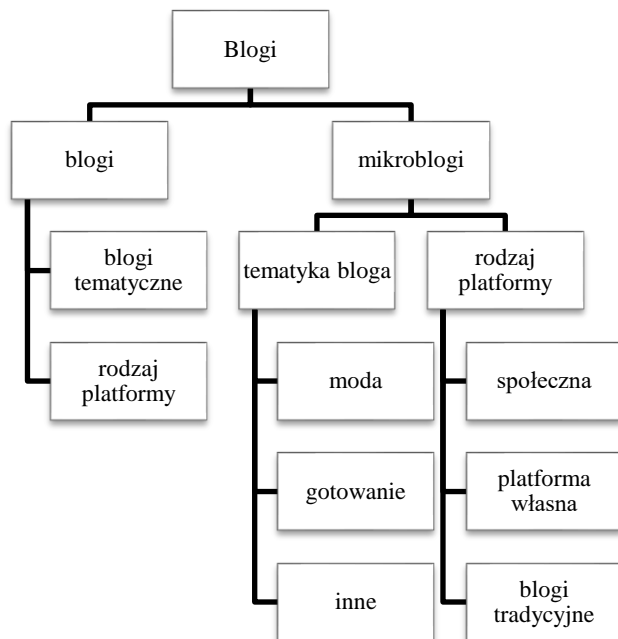 Blogi
blogi
mikroblogi
blogi
tematyczne
rodzaj
platformy
tematyka bloga
moda
gotowanie
inne
rodzaj
platformy
społeczna
platforma
własna
blogi
tradycyjne